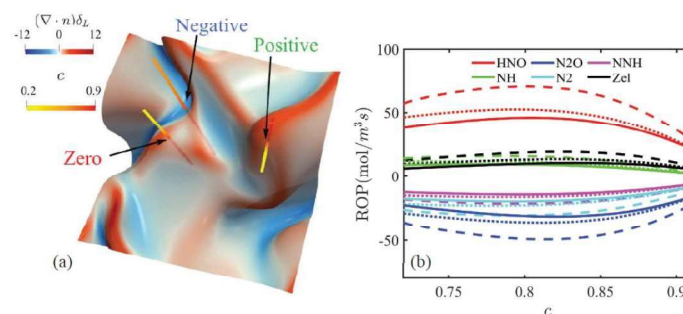 (∇ · n)δ_L
-12 0 12
c
0.2 0.9
Negative
Positive
Zero
(a)
100
50
0
-50
ROP(mol/m³s)
HNO N2O NNH
NH N2 Zel
(b)
0.75 0.8 0.85 0.9
c